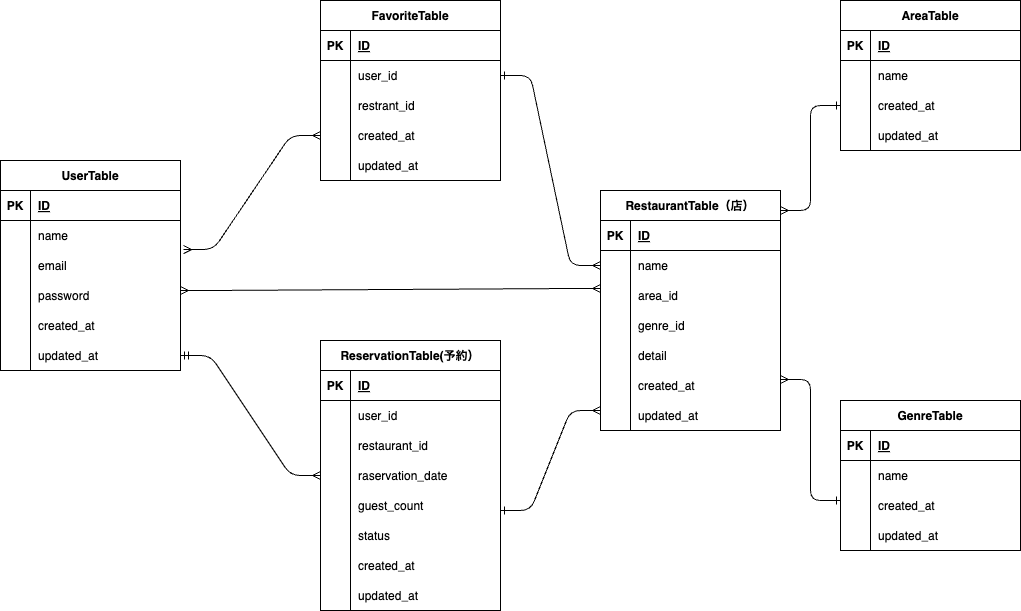 FavoriteTable
PK ID
user_id
restrant_id
created_at
updated_at
AreaTable
PK ID
name
created_at
updated_at
UserTable
PK ID
name
email
password
created_at
updated_at
RestaurantTable（店）
PK ID
name
area_id
genre_id
detail
created_at
updated_at
ReservationTable(予約）
PK ID
user_id
restaurant_id
raservation_date
guest_count
status
created_at
updated_at
GenreTable
PK ID
name
created_at
updated_at